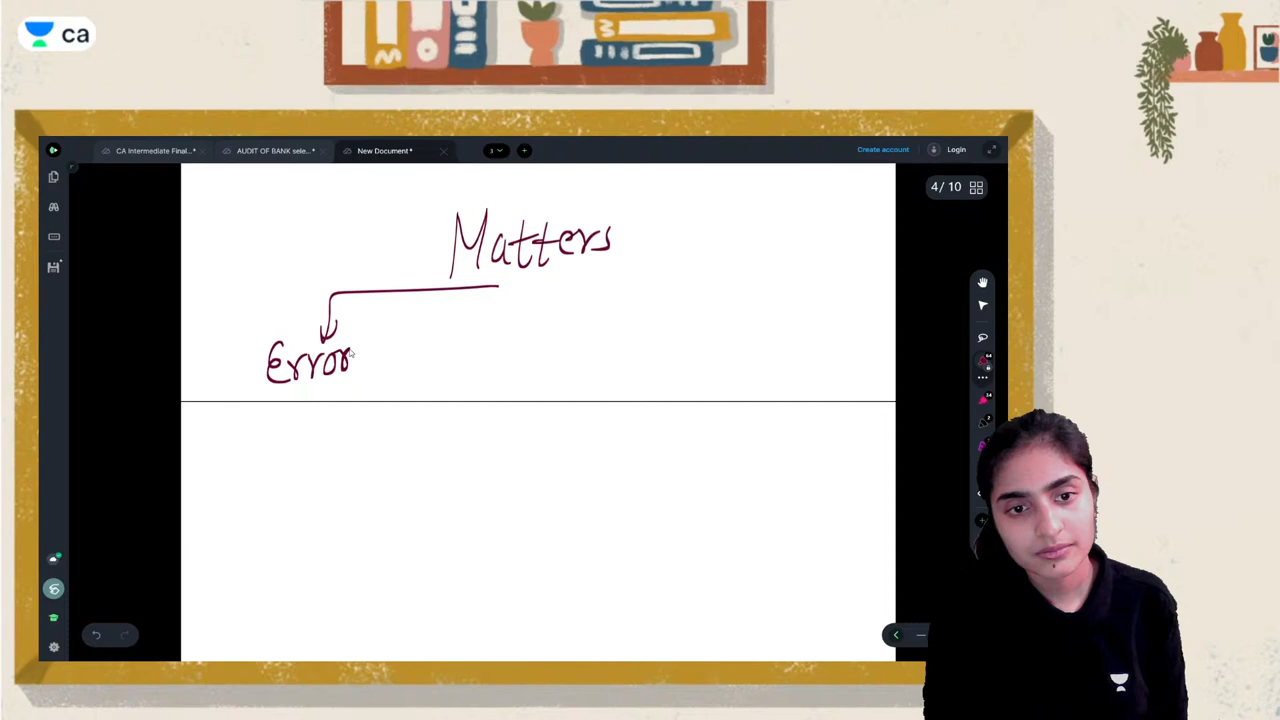 ca
CA Intermediate Final...*
AUDIT OF BANK sele...*
New Document*
Create account
Login
4/10
Matters
Error